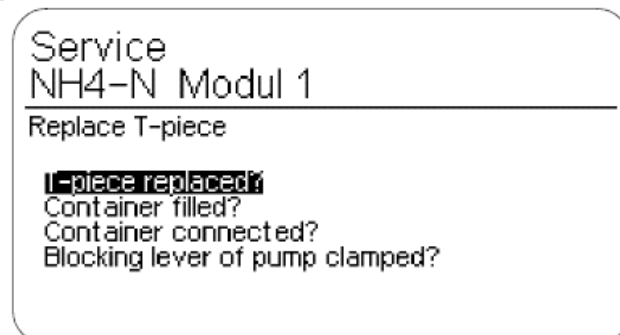 Service
NH4-N Modul 1
Replace T-piece
T-piece replaced?
Container filled?
Container connected?
Blocking lever of pump clamped?